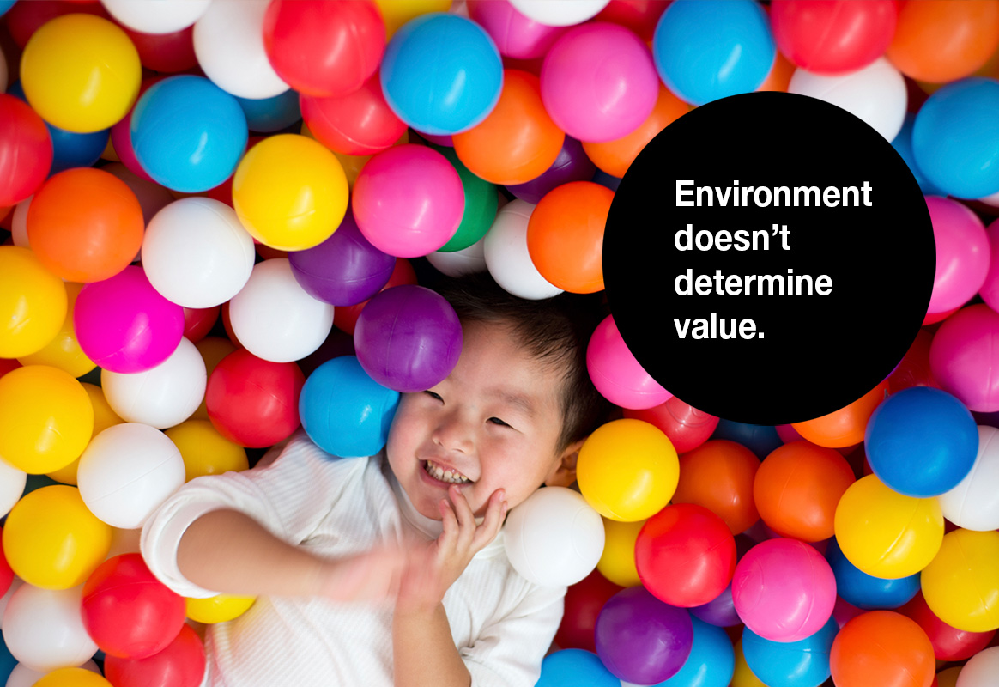 Environment
doesn’t
determine
value.